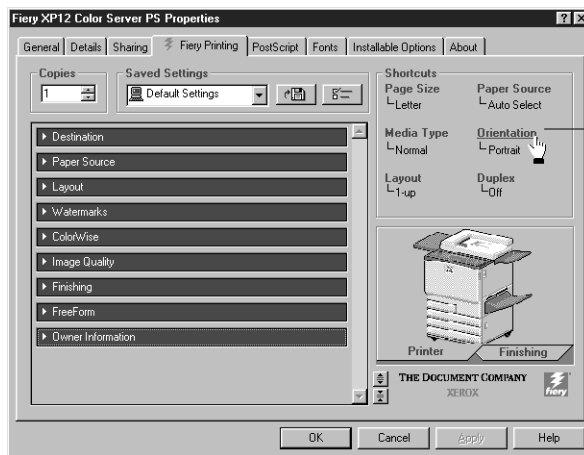 Fiery XP12 Color Server PS Properties
General Details Sharing Fiery Printing PostScript Fonts Installable Options About
Copies
1
Saved Settings
Default Settings
Destination
Paper Source
Layout
Watermarks
ColorWise
Image Quality
Finishing
FreeForm
Owner Information
Shortcuts
Page Size
Letter
Paper Source
Auto Select
Media Type
Normal
Orientation
Portrait
Layout
1-up
Duplex
Off
Printer
Finishing
THE DOCUMENT COMPANY
XEROX
fiery
OK Cancel Apply Help